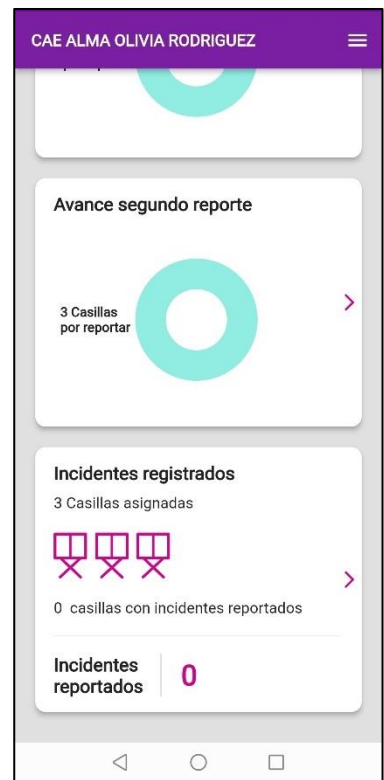 CAE ALMA OLIVIA RODRIGUEZ
Avance segundo reporte
3 Casillas
por reportar
Incidentes registrados
3 Casillas asignadas
0 casillas con incidentes reportados
Incidentes
reportados
0